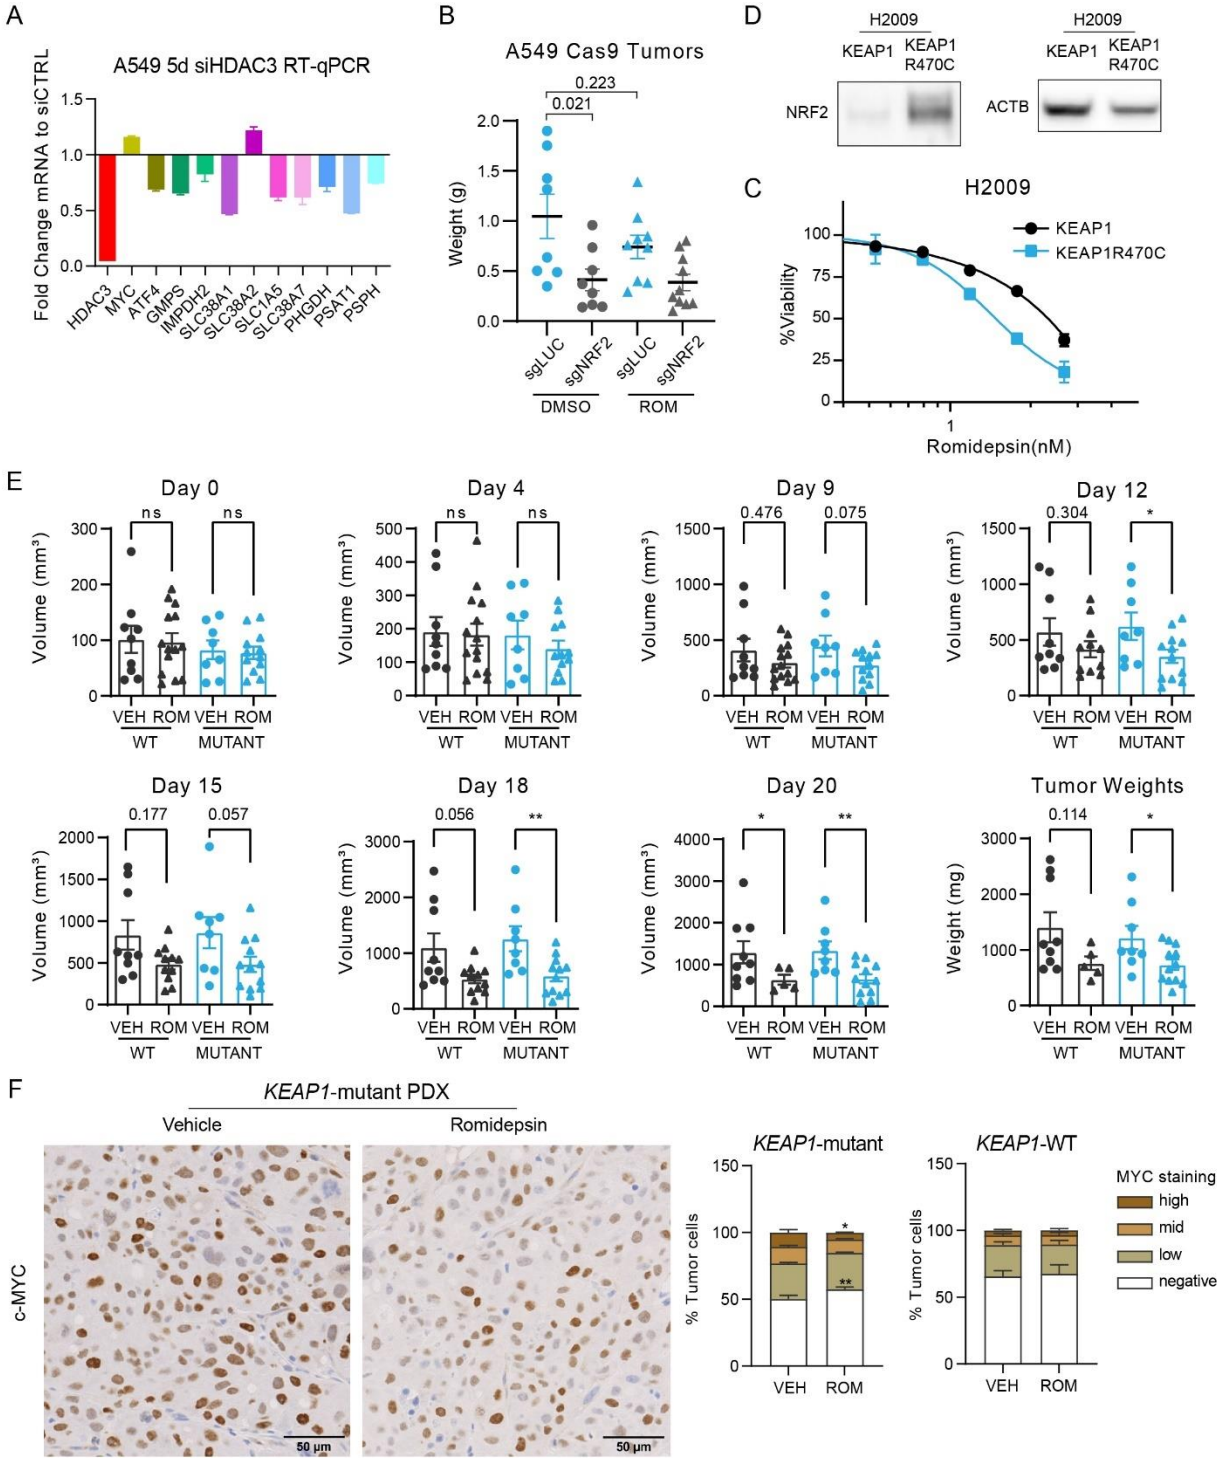 A
A549 5d siHDAC3 RT-qPCR
Fold Change mRNA to siCTRL
1.5
1.0
0.5
0.0
HDAC3
MYC
ATF4
GMPS
IMPDH2
SLC38A1
SLC38A2
SLC1A5
SLC38A7
PHGDH
PSAT1
PSPH
B
A549 Cas9 Tumors
0.223
0.021
Weight (g)
2.0
1.5
1.0
0.5
0.0
sgLUC
sgNRF2
sgLUC
sgNRF2
DMSO
ROM
D
H2009
KEAP1
KEAP1
R470C
NRF2
H2009
KEAP1
KEAP1
R470C
ACTB
C
H2009
KEAP1
KEAP1R470C
%Viability
100
75
50
25
0
1
Romidepsin(nM)
E
Day 0
ns
ns
Volume (mm³)
300
200
100
0
VEH ROM VEH ROM
WT MUTANT
Day 4
ns
ns
Volume (mm³)
500
400
300
200
100
0
VEH ROM VEH ROM
WT MUTANT
Day 9
0.476
0.075
Volume (mm³)
1500
1000
500
0
VEH ROM VEH ROM
WT MUTANT
Day 12
0.304
*
Volume (mm³)
1500
1000
500
0
VEH ROM VEH ROM
WT MUTANT
Day 15
0.177
0.057
Volume (mm³)
2000
1500
1000
500
0
VEH ROM VEH ROM
WT MUTANT
Day 18
0.056
**
Volume (mm³)
3000
2000
1000
0
VEH ROM VEH ROM
WT MUTANT
Day 20
*
**
Volume (mm³)
4000
3000
2000
1000
0
VEH ROM VEH ROM
WT MUTANT
Tumor Weights
0.114
*
Weight (mg)
3000
2000
1000
0
VEH ROM VEH ROM
WT MUTANT
F
KEAP1-mutant PDX
Vehicle
Romidepsin
c-MYC
50 µm
50 µm
KEAP1-mutant
% Tumor cells
150
100
50
0
*
**
VEH ROM
KEAP1-WT
% Tumor cells
150
100
50
0
VEH ROM
MYC staining
high
mid
low
negative